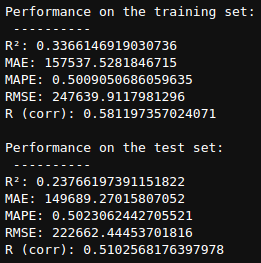 Performance on the training set:
----------
R²: 0.3366146919030736
MAE: 157537.5281846715
MAPE: 0.5009050686059635
RMSE: 247639.9117981296
R (corr): 0.581197357024071
Performance on the test set:
----------
R²: 0.23766197391151822
MAE: 149689.27015807052
MAPE: 0.5023062442705521
RMSE: 222662.44453701816
R (corr): 0.5102568176397978